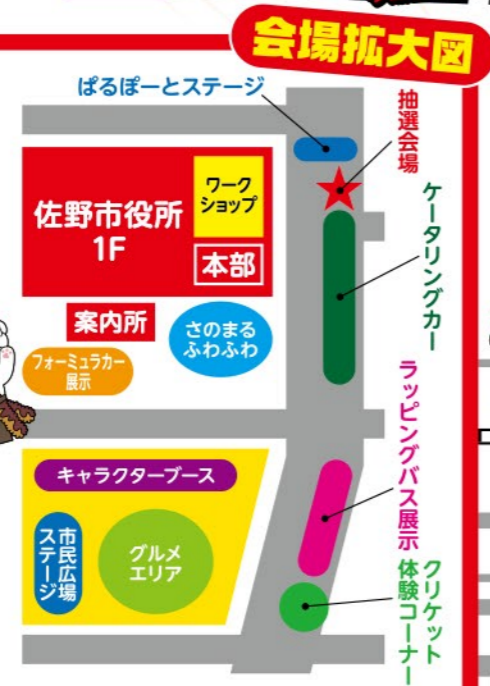 会場拡大図
ぱるぽーとステージ
抽選会場
ワーク
ショップ
佐野市役所
1F
本部
ケータリングカー
案内所
さのまる
ふわふわ
フォーミュラカー
展示
ラッピングバス展示
キャラクターブース
市民広場
ステージ
グルメ
エリア
クリケット
体験コーナー